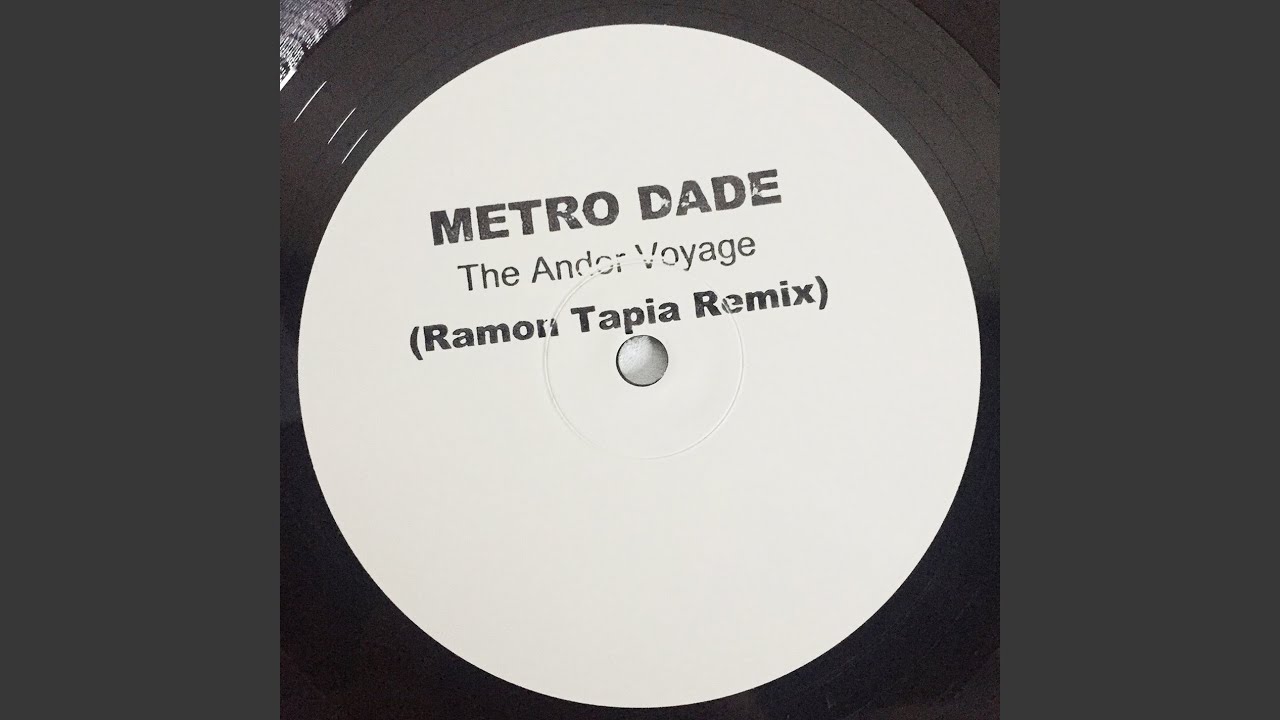 METRO DADE
The Andor Voyage
(Ramon Tapia Remix)